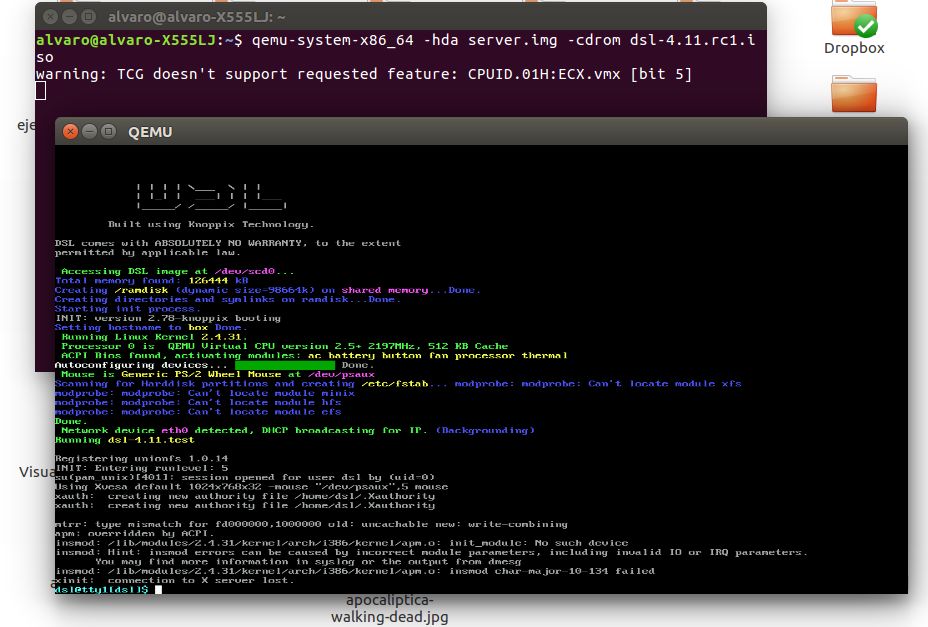 alvaro@alvaro-X555LJ: ~
alvaro@alvaro-X555LJ:~$ qemu-system-x86_64 -hda server.img -cdrom dsl-4.11.rc1.i
so
warning: TCG doesn't support requested feature: CPUID.01H:ECX.vmx [bit 5]
Dropbox
eje
QEMU
Built using Knoppix Technology.
DSL comes with ABSOLUTELY NO WARRANTY, to the extent
permitted by applicable law.
Accessing DSL image at /dev/scd0...
Total memory found: 126444 kB
Creating /ramdisk (dynamic size=98664k) on shared memory...Done.
Creating directories and symlinks on ramdisk...Done.
Starting init process.
INIT: version 2.78-knoppix booting
Setting hostname to box Done.
Running Linux Kernel 2.4.31.
Processor 0 is QEMU Virtual CPU version 2.5+ 2197MHz, 512 KB Cache
ACPI Bios found, activating modules: ac battery button fan processor thermal
Autoconfiguring devices... Done.
Mouse is Generic PS/2 Wheel Mouse at /dev/psaux
Scanning for Harddisk partitions and creating /etc/fstab... modprobe: modprobe: Can't locate module xfs
modprobe: modprobe: Can't locate module minix
modprobe: modprobe: Can't locate module hfs
modprobe: modprobe: Can't locate module efs
Done.
Network device eth0 detected, DHCP broadcasting for IP. (Backgrounding)
Running dsl-4.11.test
Registering unionfs 1.0.14
INIT: Entering runlevel: 5
su(pam_unix)[401]: session opened for user dsl by (uid=0)
Using Xvesa default 1024x768x32 -mouse "/dev/psaux",5 mouse
xauth:  creating new authority file /home/dsl/.Xauthority
xauth:  creating new authority file /home/dsl/.Xauthority
mtrr: type mismatch for fd000000,1000000 old: uncachable new: write-combining
apm: overridden by ACPI.
insmod: /lib/modules/2.4.31/kernel/arch/i386/kernel/apm.o: init_module: No such device
insmod: Hint: insmod errors can be caused by incorrect module parameters, including invalid IO or IRQ parameters.
You may find more information in syslog or the output from dmesg
insmod: /lib/modules/2.4.31/kernel/arch/i386/kernel/apm.o: insmod char-major-10-134 failed
xinit:  connection to X server lost.
dsl@tty1[dsl]$
Visua
apocaliptica-
walking-dead.jpg